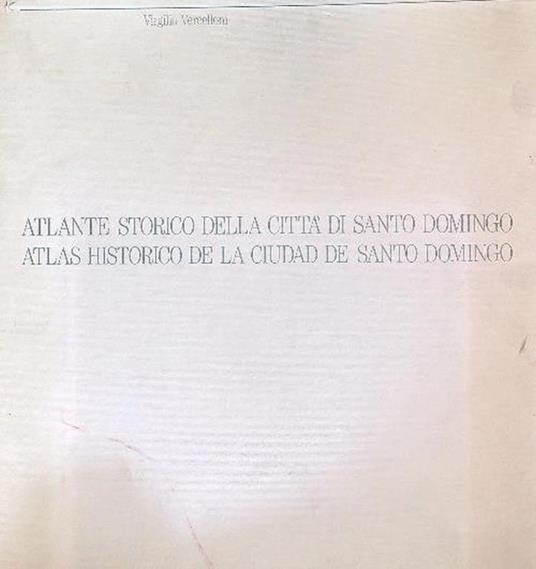 Virgilio Vercelloni
ATLANTE STORICO DELLA CITTA' DI SANTO DOMINGO
ATLAS HISTORICO DE LA CIUDAD DE SANTO DOMINGO